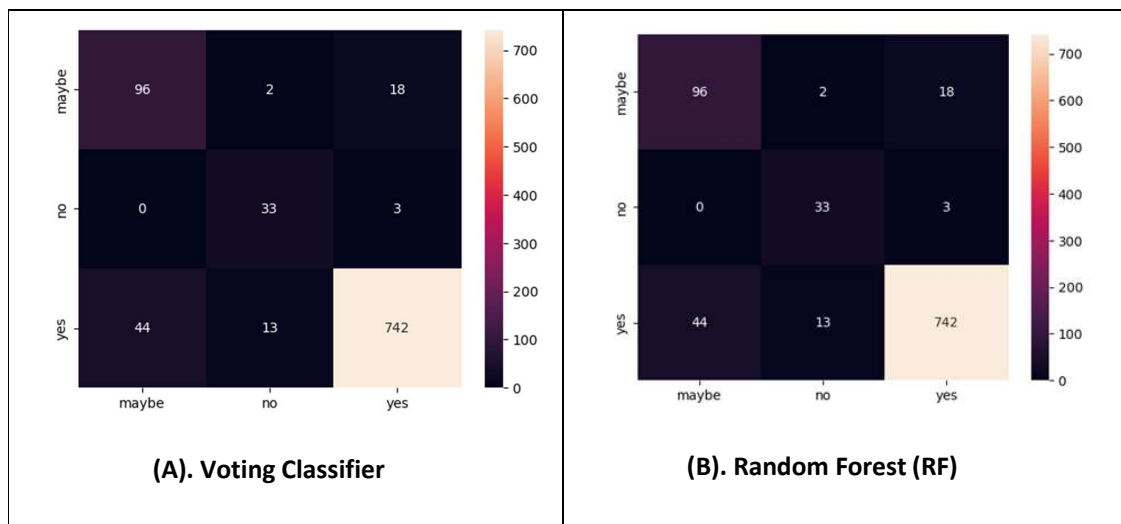 maybe 96 2 18 700
600
500
no 0 33 3 400
300
200
yes 44 13 742 100
0
maybe no yes
(A). Voting Classifier
maybe 96 2 18 700
600
500
no 0 33 3 400
300
200
yes 44 13 742 100
0
maybe no yes
(B). Random Forest (RF)